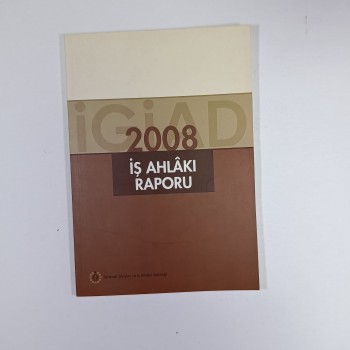 İGİAD
2008
İŞ AHLÂKI
RAPORU